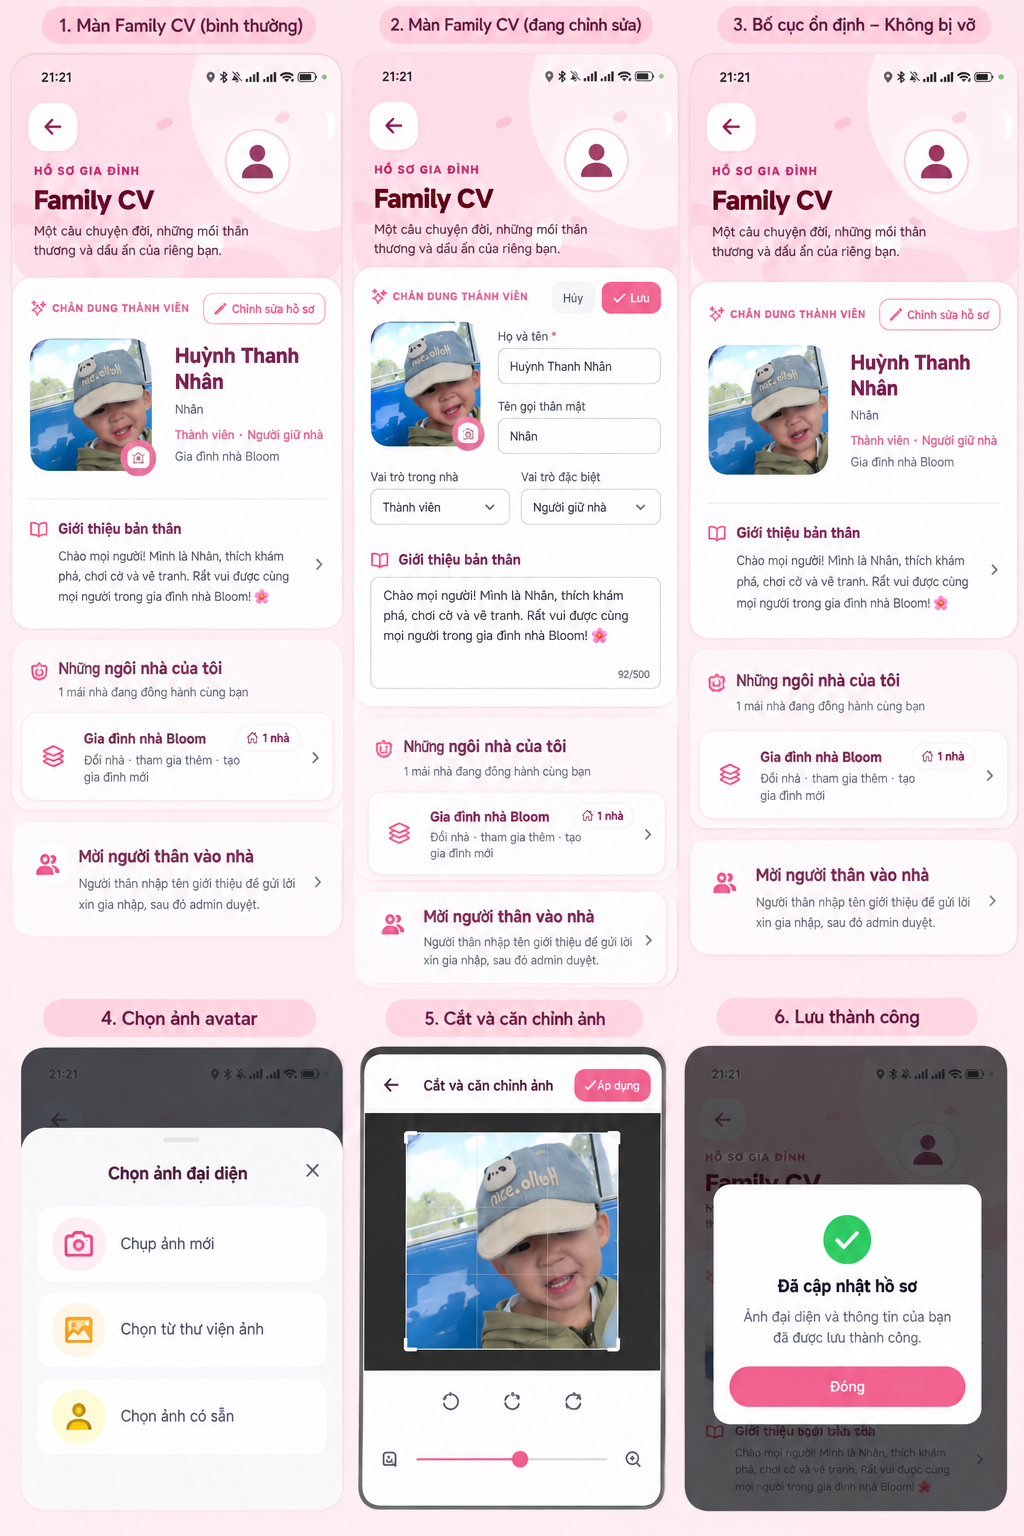 1. Màn Family CV (bình thường)
21:21
HỒ SƠ GIA ĐÌNH
Family CV
Một câu chuyện đời, những mối thân
thương và dấu ấn của riêng bạn.
CHÂN DUNG THÀNH VIÊN
Chỉnh sửa hồ sơ
Huỳnh Thanh
Nhân
Nhân
Thành viên · Người giữ nhà
Gia đình nhà Bloom
Giới thiệu bản thân
Chào mọi người! Mình là Nhân, thích khám
phá, chơi cờ và vẽ tranh. Rất vui được cùng
mọi người trong gia đình nhà Bloom! 🌸
Những ngôi nhà của tôi
1 mái nhà đang đồng hành cùng bạn
Gia đình nhà Bloom
1 nhà
Đổi nhà · tham gia thêm · tạo
gia đình mới
Mời người thân vào nhà
Người thân nhập tên giới thiệu để gửi lời
xin gia nhập, sau đó admin duyệt.
2. Màn Family CV (đang chỉnh sửa)
21:21
HỒ SƠ GIA ĐÌNH
Family CV
Một câu chuyện đời, những mối thân
thương và dấu ấn của riêng bạn.
CHÂN DUNG THÀNH VIÊN
Hủy
Lưu
Họ và tên *
Huỳnh Thanh Nhân
Tên gọi thân mật
Nhân
Vai trò trong nhà
Vai trò đặc biệt
Thành viên
Người giữ nhà
Giới thiệu bản thân
Chào mọi người! Mình là Nhân, thích khám
phá, chơi cờ và vẽ tranh. Rất vui được cùng
mọi người trong gia đình nhà Bloom! 🌸
92/500
Những ngôi nhà của tôi
1 mái nhà đang đồng hành cùng bạn
Gia đình nhà Bloom
1 nhà
Đổi nhà · tham gia thêm · tạo
gia đình mới
Mời người thân vào nhà
Người thân nhập tên giới thiệu để gửi lời
xin gia nhập, sau đó admin duyệt.
3. Bố cục ổn định – Không bị vỡ
21:21
HỒ SƠ GIA ĐÌNH
Family CV
Một câu chuyện đời, những mối thân
thương và dấu ấn của riêng bạn.
CHÂN DUNG THÀNH VIÊN
Chỉnh sửa hồ sơ
Huỳnh Thanh
Nhân
Nhân
Thành viên · Người giữ nhà
Gia đình nhà Bloom
Giới thiệu bản thân
Chào mọi người! Mình là Nhân, thích khám
phá, chơi cờ và vẽ tranh. Rất vui được cùng
mọi người trong gia đình nhà Bloom! 🌸
Những ngôi nhà của tôi
1 mái nhà đang đồng hành cùng bạn
Gia đình nhà Bloom
1 nhà
Đổi nhà · tham gia thêm · tạo
gia đình mới
Mời người thân vào nhà
Người thân nhập tên giới thiệu để gửi lời
xin gia nhập, sau đó admin duyệt.
4. Chọn ảnh avatar
21:21
Chọn ảnh đại diện
Chụp ảnh mới
Chọn từ thư viện ảnh
Chọn ảnh có sẵn
5. Cắt và căn chỉnh ảnh
Cắt và căn chỉnh ảnh
Áp dụng
6. Lưu thành công
21:21
HỒ SƠ GIA ĐÌNH
Family CV
Đã cập nhật hồ sơ
Ảnh đại diện và thông tin của bạn
đã được lưu thành công.
Đóng
Giới thiệu
Chào mọi người! Mình là Nhân, thích khám
phá, chơi cờ và vẽ tranh. Rất vui được cùng
mọi người trong gia đình nhà Bloom! 🌸